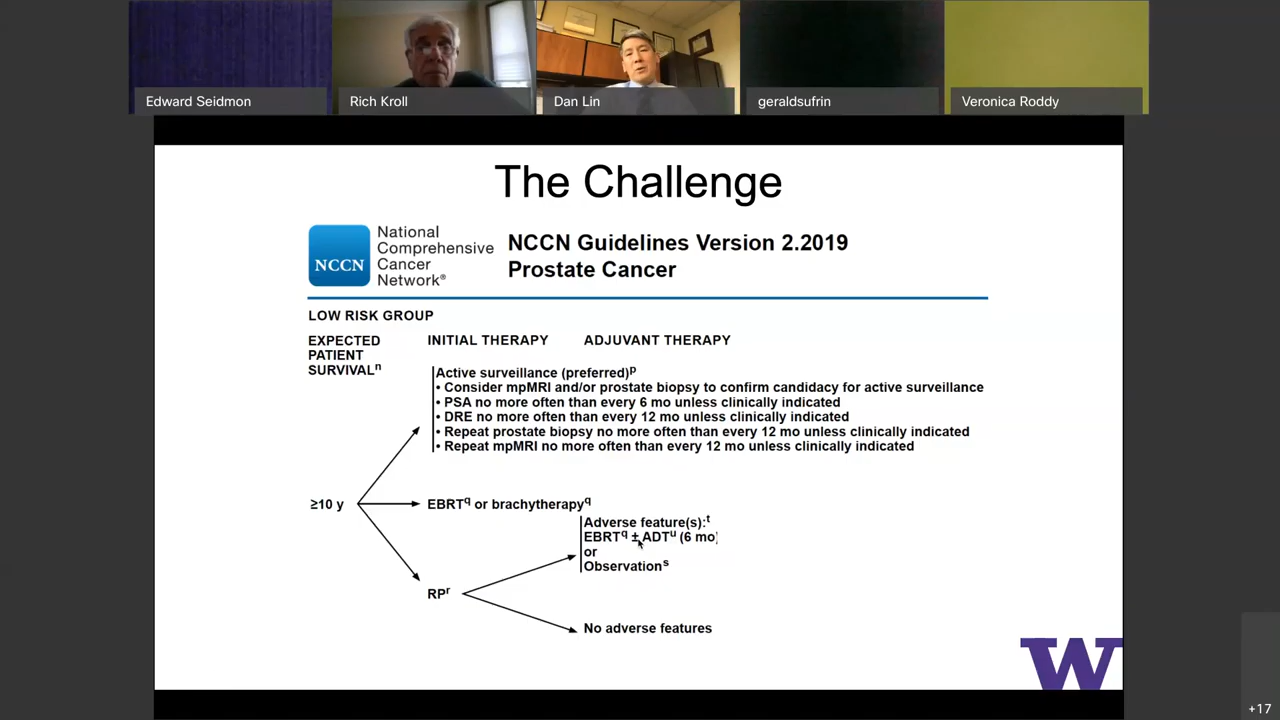 Edward Seidmon
Rich Kroll
Dan Lin
geraldsufrin
Veronica Roddy
The Challenge
National
Comprehensive
Cancer
Network®
NCCN
NCCN Guidelines Version 2.2019
Prostate Cancer
LOW RISK GROUP
EXPECTED
PATIENT
SURVIVALⁿ
INITIAL THERAPY
ADJUVANT THERAPY
Active surveillance (preferred)ᵖ
• Consider mpMRI and/or prostate biopsy to confirm candidacy for active surveillance
• PSA no more often than every 6 mo unless clinically indicated
• DRE no more often than every 12 mo unless clinically indicated
• Repeat prostate biopsy no more often than every 12 mo unless clinically indicated
• Repeat mpMRI no more often than every 12 mo unless clinically indicated
≥10 y
EBRT^q or brachytherapy^q
Adverse feature(s):ᵗ
EBRT^q ± ADTᵘ (6 mo)
or
Observationˢ
RPʳ
No adverse features
W
+17